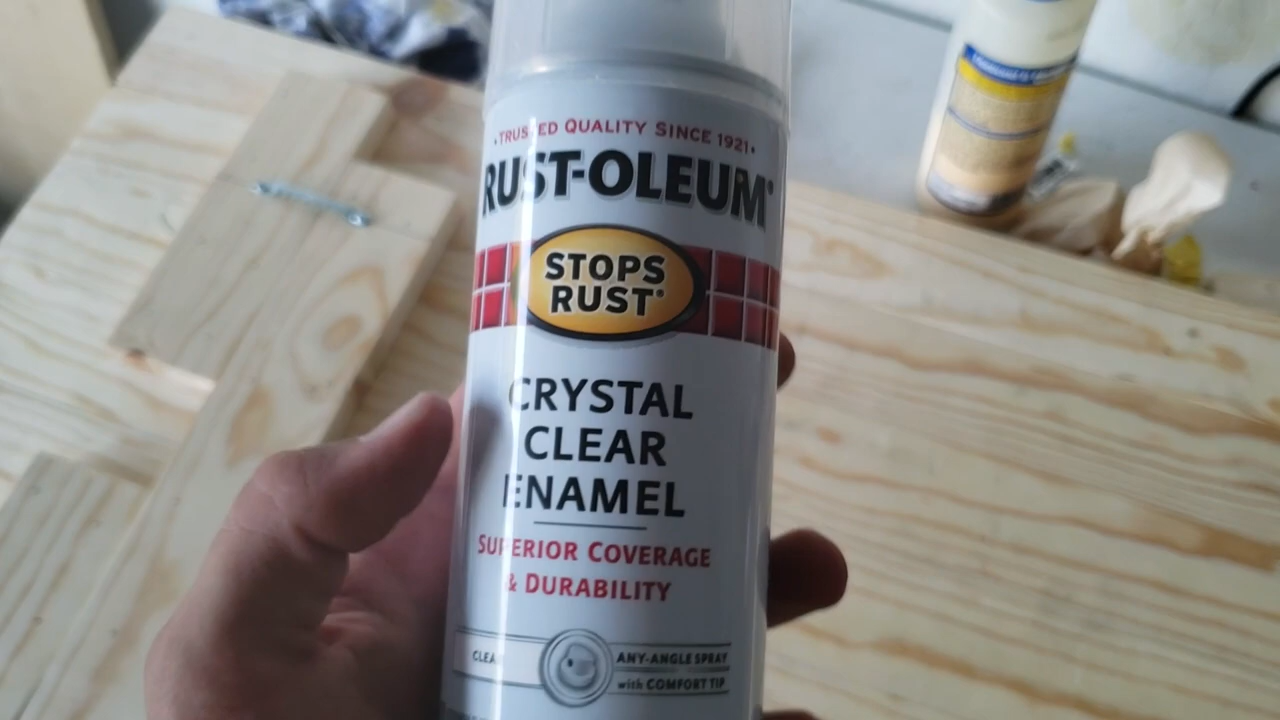 •TRUSTED QUALITY SINCE 1921•
RUST-OLEUM®
STOPS
RUST®
CRYSTAL
CLEAR
ENAMEL
SUPERIOR COVERAGE
& DURABILITY
CLEAR
ANY-ANGLE SPRAY
with COMFORT TIP